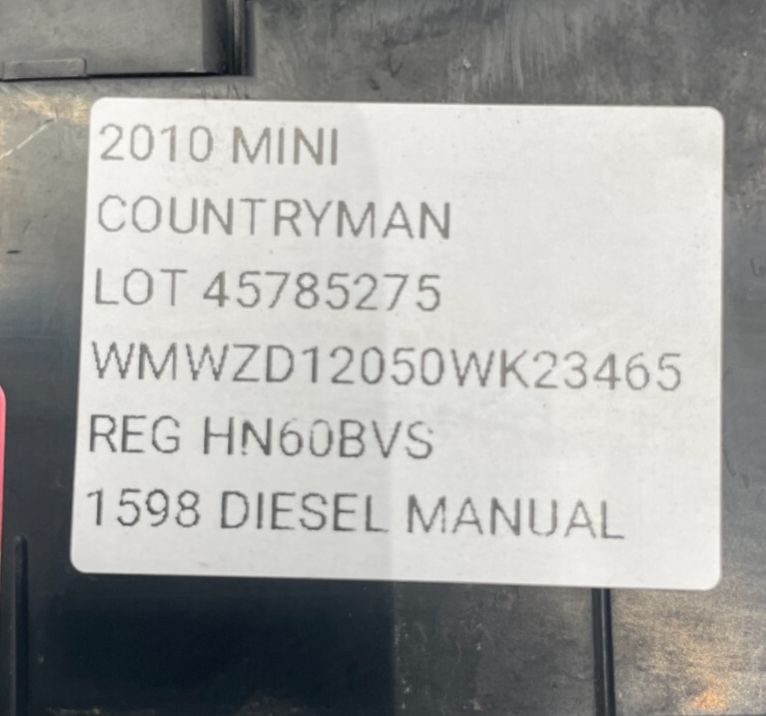 2010 MINI
COUNTRYMAN
LOT 45785275
WMWZD12050WK23465
REG HN60BVS
1598 DIESEL MANUAL